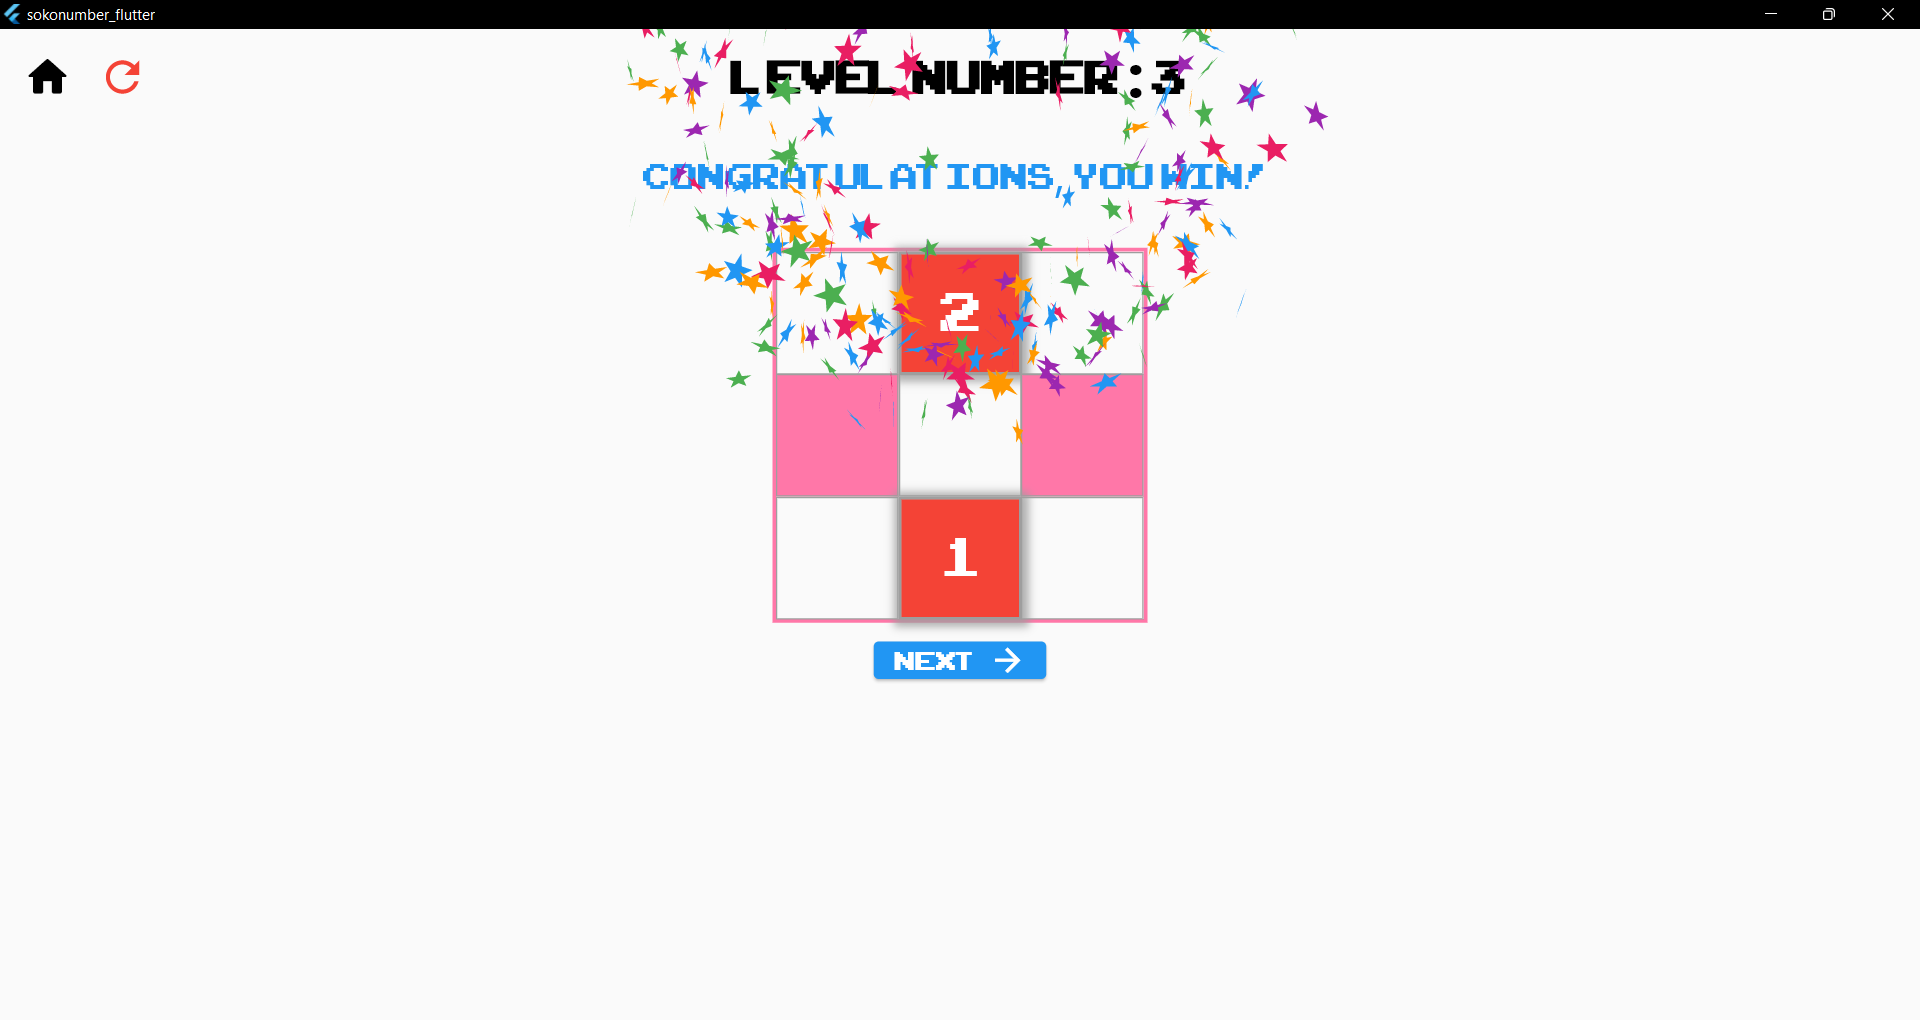 sokonumber_flutter
LEVEL NUMBER:3
CONGRATULATIONS, YOU WIN!
2
1
NEXT